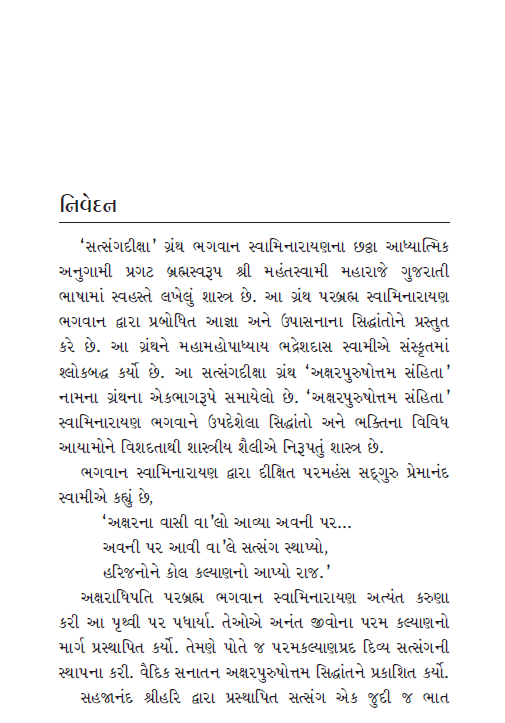 નિવેદન
‘સત્સંગદીક્ષા’ ગ્રંથ ભગવાન સ્વામિનારાયણના છઠ્ઠા આધ્યાત્મિક
અનુગામી પ્રગટ બ્રહ્મસ્વરૂપ શ્રી મહંતસ્વામી મહારાજે ગુજરાતી
ભાષામાં સ્વહસ્તે લખેલું શાસ્ત્ર છે. આ ગ્રંથ પરબ્રહ્મ સ્વામિનારાયણ
ભગવાન દ્વારા પ્રબોધિત આજ્ઞા અને ઉપાસનાના સિદ્ધાંતોને પ્રસ્તુત
કરે છે. આ ગ્રંથને મહામહોપાધ્યાય ભદ્રેશદાસ સ્વામીએ સંસ્કૃતમાં
શ્લોકબદ્ધ કર્યો છે. આ સત્સંગદીક્ષા ગ્રંથ ‘અક્ષરપુરુષોત્તમ સંહિતા’
નામના ગ્રંથના એકભાગરૂપે સમાયેલો છે. ‘અક્ષરપુરુષોત્તમ સંહિતા’
સ્વામિનારાયણ ભગવાને ઉપદેશેલા સિદ્ધાંતો અને ભક્તિના વિવિધ
આયામોને વિશદતાથી શાસ્ત્રીય શૈલીએ નિરૂપતું શાસ્ત્ર છે.
ભગવાન સ્વામિનારાયણ દ્વારા દીક્ષિત પરમહંસ સદ્‌ગુરુ પ્રેમાનંદ
સ્વામીએ કહ્યું છે,
‘અક્ષરના વાસી વા’લો આવ્યા અવની પર...
અવની પર આવી વા’લે સત્સંગ સ્થાપ્યો,
હરિજનોને કોલ કલ્યાણનો આપ્યો રાજ.’
અક્ષરાધિપતિ પરબ્રહ્મ ભગવાન સ્વામિનારાયણ અત્યંત કરુણા
કરી આ પૃથ્વી પર પધાર્યા. તેઓએ અનંત જીવોના પરમ કલ્યાણનો
માર્ગ પ્રસ્થાપિત કર્યો. તેમણે પોતે જ પરમકલ્યાણપ્રદ દિવ્ય સત્સંગની
સ્થાપના કરી. વૈદિક સનાતન અક્ષરપુરુષોત્તમ સિદ્ધાંતને પ્રકાશિત કર્યો.
સહજાનંદ શ્રીહરિ દ્વારા પ્રસ્થાપિત સત્સંગ એક જુદી જ ભાત